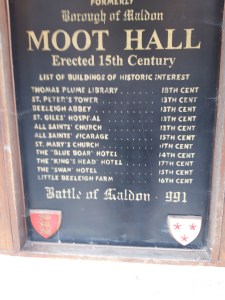 FORMERLY
Borough of Maldon
MOOT HALL
Erected 15th Century
LIST OF BUILDINGS OF HISTORIC INTEREST
THOMAS PLUME LIBRARY .... 18TH CENT
ST. PETER'S TOWER ..... 13TH CENT
BEELEIGH ABBEY ..... 12TH CENT
ST. GILES' HOSPITAL .... 12TH CENT
ALL SAINTS' CHURCH .... 13TH CENT
ALL SAINTS' VICARAGE .... 15TH CENT
ST. MARY'S CHURCH .... 17TH CENT
THE "BLUE BOAR" HOTEL .... 14TH CENT
THE "KING'S HEAD" HOTEL .... 17TH CENT
THE "SWAN" HOTEL ..... 15TH CENT
LITTLE BEELEIGH FARM .... 16TH CENT
Battle of Maldon - 991